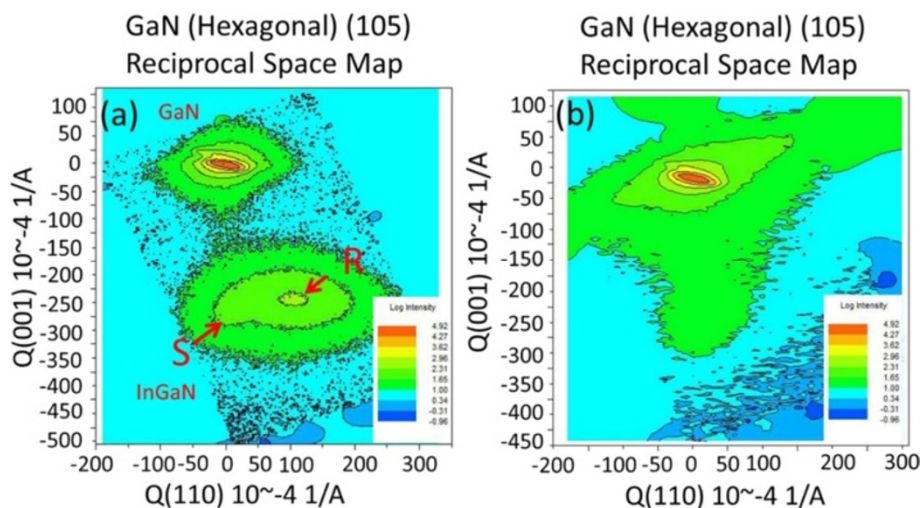 GaN (Hexagonal) (105)
Reciprocal Space Map
(a)
GaN
R
S
InGaN
Q(001) 10~-4 1/A
100
50
0
-50
-100
-150
-200
-250
-300
-350
-400
-450
-500
Log Intensity
4.92
4.27
3.62
2.96
2.31
1.65
1.00
0.34
-0.31
-0.96
-200 -100 -50 0 50 100 200 300
Q(110) 10~-4 1/A
GaN (Hexagonal) (105)
Reciprocal Space Map
(b)
Q(001) 10~-4 1/A
100
50
0
-50
-100
-150
-200
-250
-300
-350
-400
-450
Log Intensity
4.92
4.27
3.62
2.96
2.31
1.65
1.00
0.34
-0.31
-0.96
-200 -100 -50 0 50 100 200 300
Q(110) 10~-4 1/A